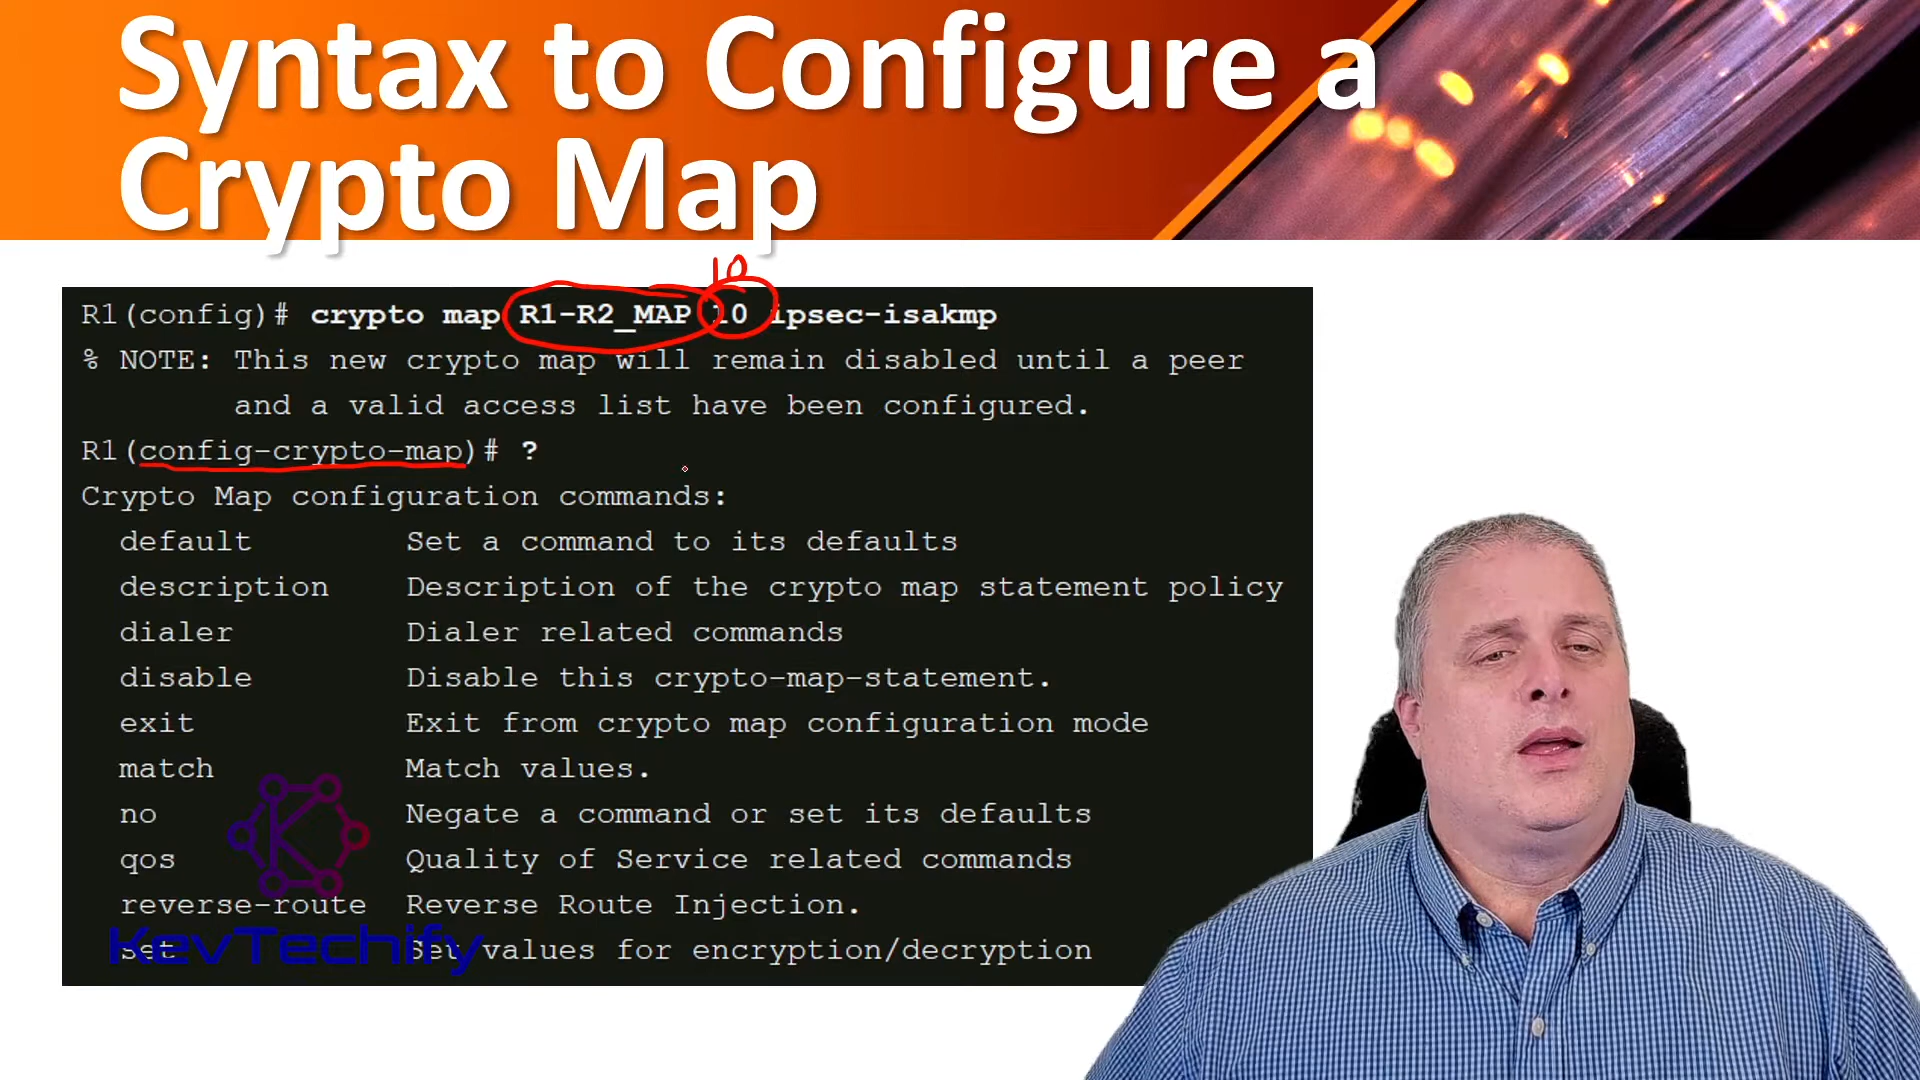 Syntax to Configure a
Crypto Map
10
R1(config)# crypto map R1-R2_MAP 10 ipsec-isakmp
% NOTE: This new crypto map will remain disabled until a peer
and a valid access list have been configured.
R1(config-crypto-map)# ?
Crypto Map configuration commands:
default Set a command to its defaults
description Description of the crypto map statement policy
dialer Dialer related commands
disable Disable this crypto-map-statement.
exit Exit from crypto map configuration mode
match Match values.
no Negate a command or set its defaults
qos Quality of Service related commands
reverse-route Reverse Route Injection.
set Set values for encryption/decryption
KevTechify